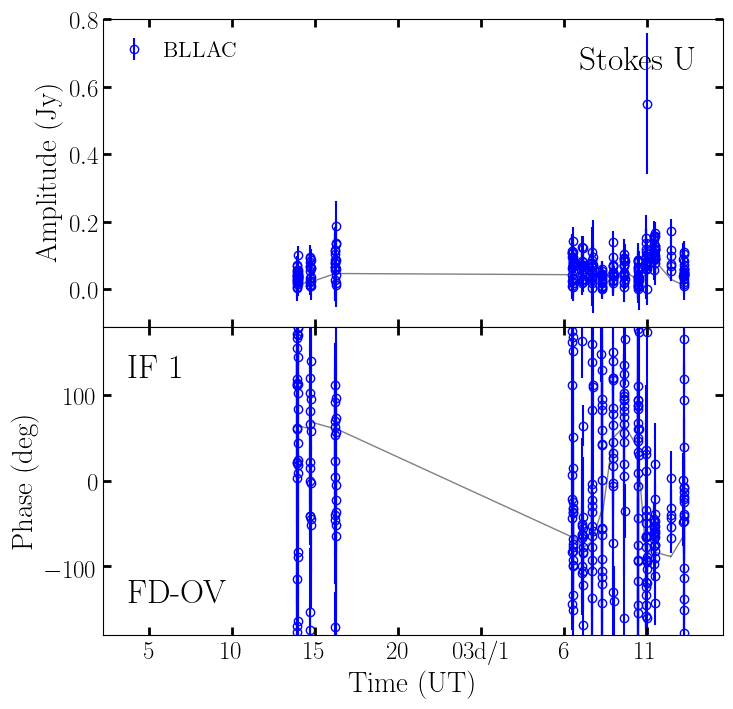 0.8
BLLAC
Stokes U
0.6
0.4
0.2
0.0
Amplitude (Jy)
IF 1
100
0
−100
Phase (deg)
FD-OV
5 10 15 20 03d/1 6 11
Time (UT)